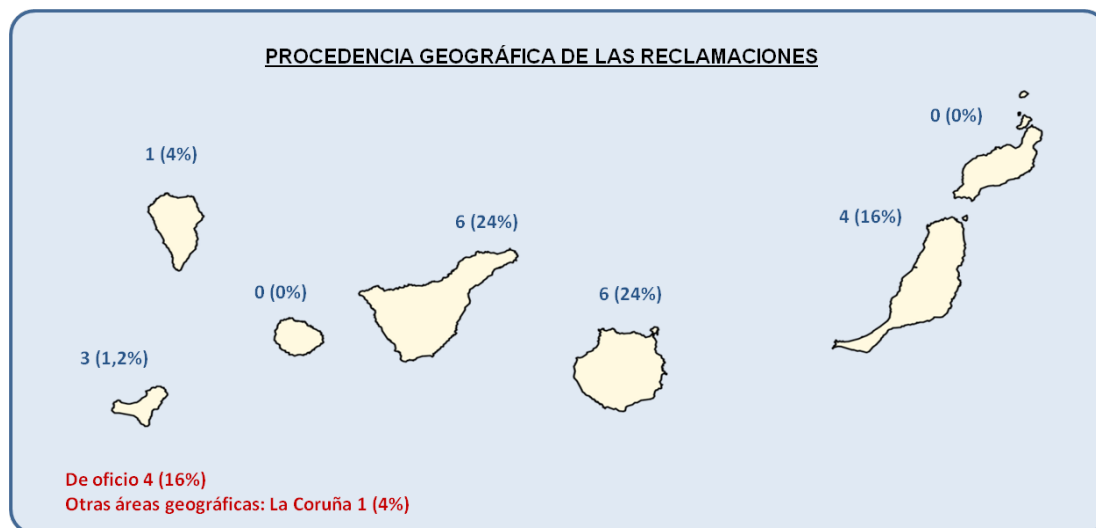 PROCEDENCIA GEOGRÁFICA DE LAS RECLAMACIONES
0 (0%)
1 (4%)
6 (24%)
4 (16%)
0 (0%)
6 (24%)
3 (1,2%)
De oficio 4 (16%)
Otras áreas geográficas: La Coruña 1 (4%)